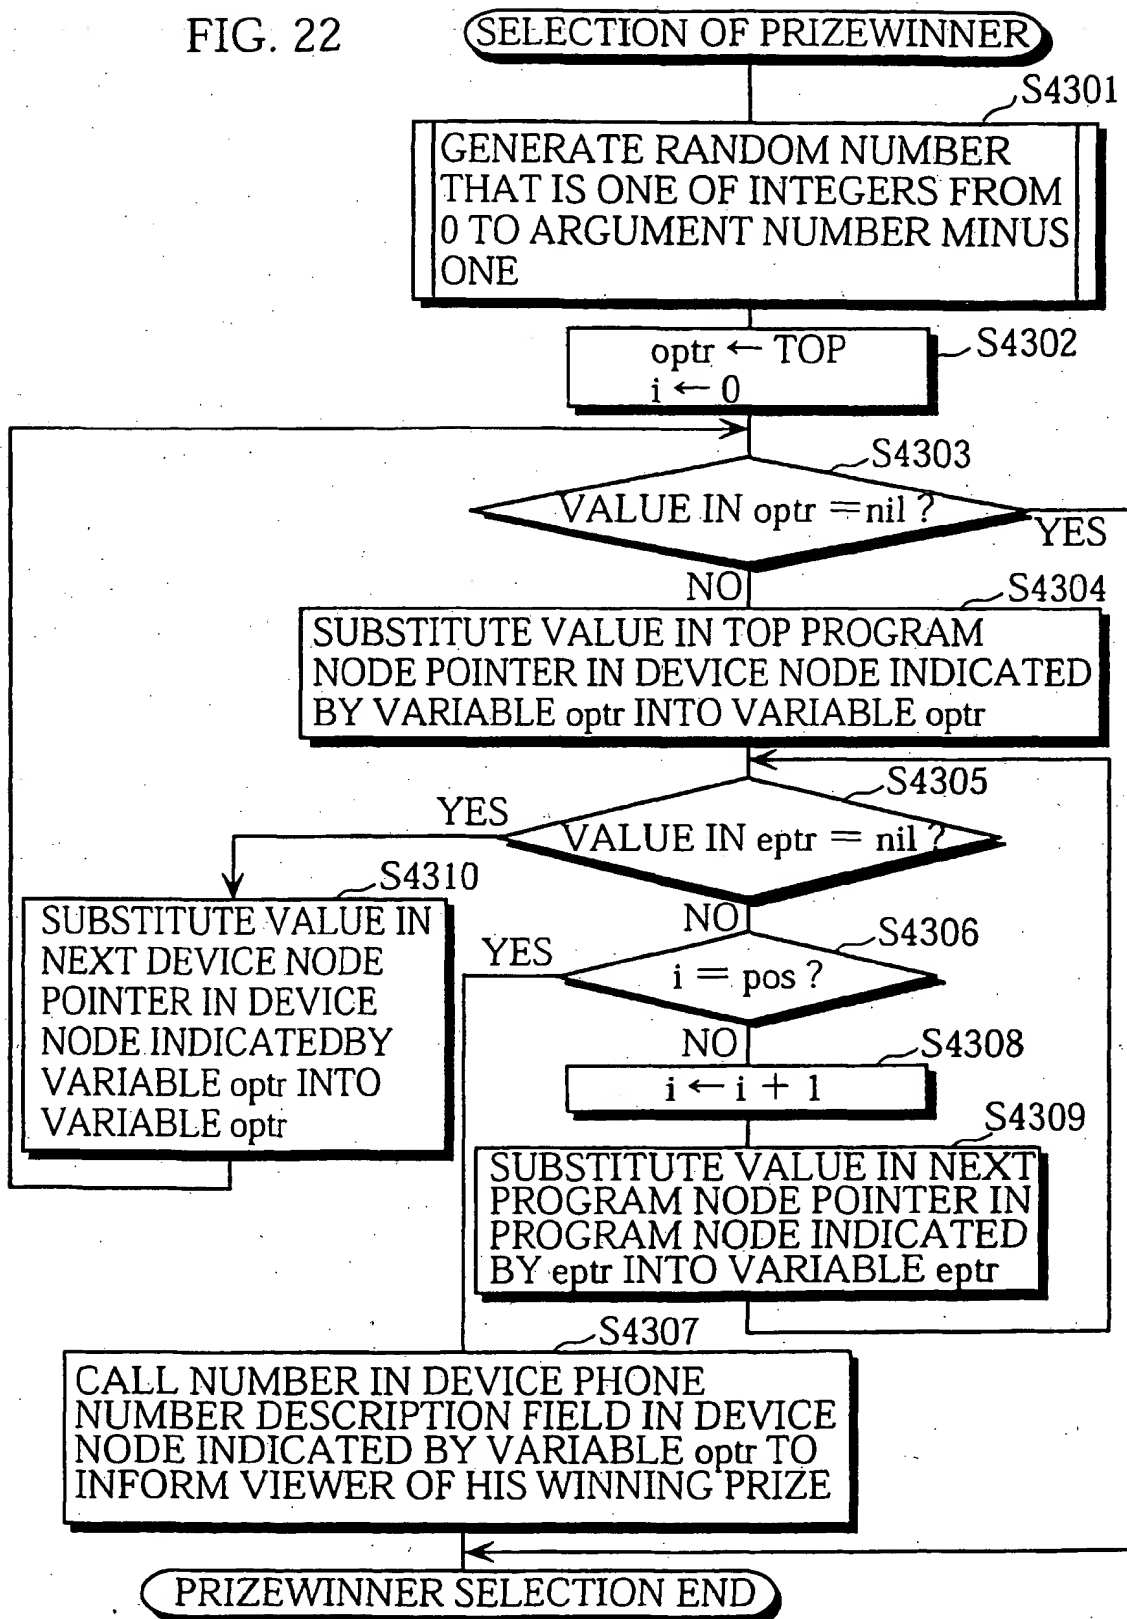 FIG. 22
SELECTION OF PRIZEWINNER
S4301
GENERATE RANDOM NUMBER
THAT IS ONE OF INTEGERS FROM
0 TO ARGUMENT NUMBER MINUS
ONE
optr ← TOP
i ← 0
S4302
S4303
VALUE IN optr = nil ?
YES
NO
S4304
SUBSTITUTE VALUE IN TOP PROGRAM
NODE POINTER IN DEVICE NODE INDICATED
BY VARIABLE optr INTO VARIABLE optr
S4305
YES
VALUE IN eptr = nil ?
NO
S4310
SUBSTITUTE VALUE IN
NEXT DEVICE NODE
POINTER IN DEVICE
NODE INDICATEDBY
VARIABLE optr INTO
VARIABLE optr
S4306
YES
i = pos ?
NO
S4308
i ← i + 1
S4309
SUBSTITUTE VALUE IN NEXT
PROGRAM NODE POINTER IN
PROGRAM NODE INDICATED
BY eptr INTO VARIABLE eptr
S4307
CALL NUMBER IN DEVICE PHONE
NUMBER DESCRIPTION FIELD IN DEVICE
NODE INDICATED BY VARIABLE optr TO
INFORM VIEWER OF HIS WINNING PRIZE
PRIZEWINNER SELECTION END